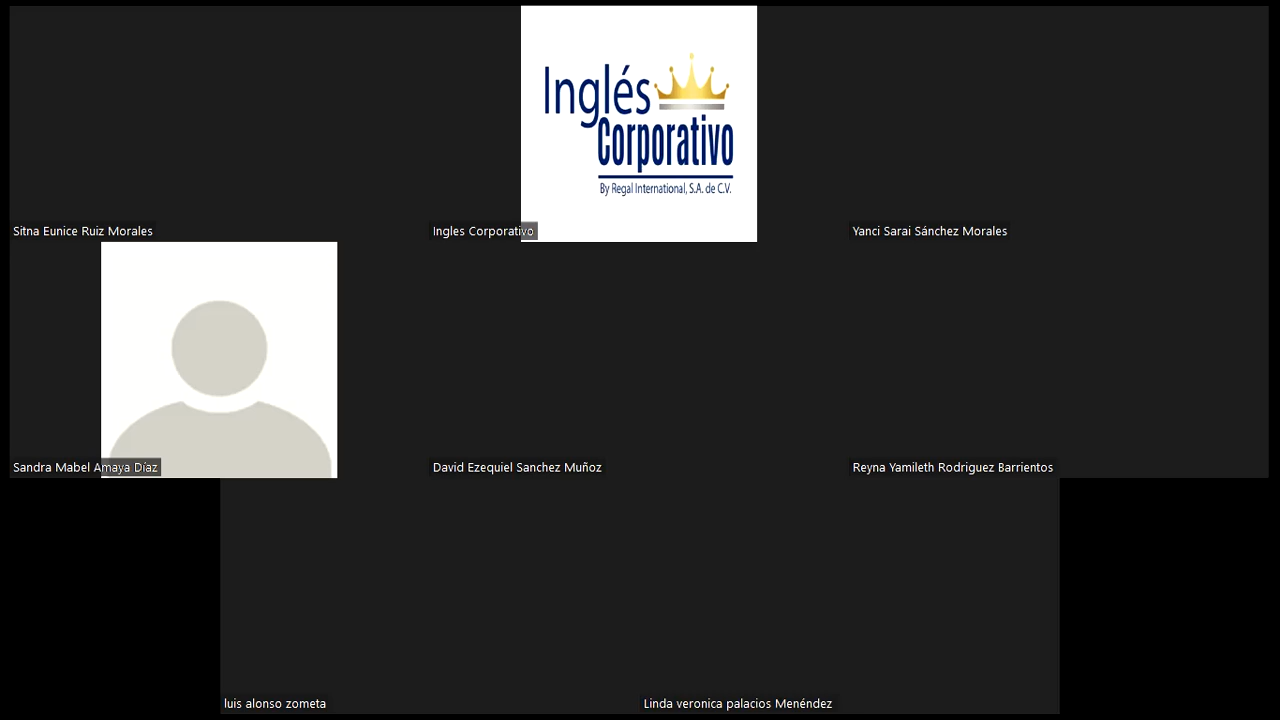 Inglés
Corporativo
By Regal International, S.A. de C.V.
Sitna Eunice Ruiz Morales
Ingles Corporativo
Yanci Sarai Sánchez Morales
Sandra Mabel Amaya Díaz
David Ezequiel Sanchez Muñoz
Reyna Yamileth Rodriguez Barrientos
luis alonso zometa
Linda veronica palacios Menéndez